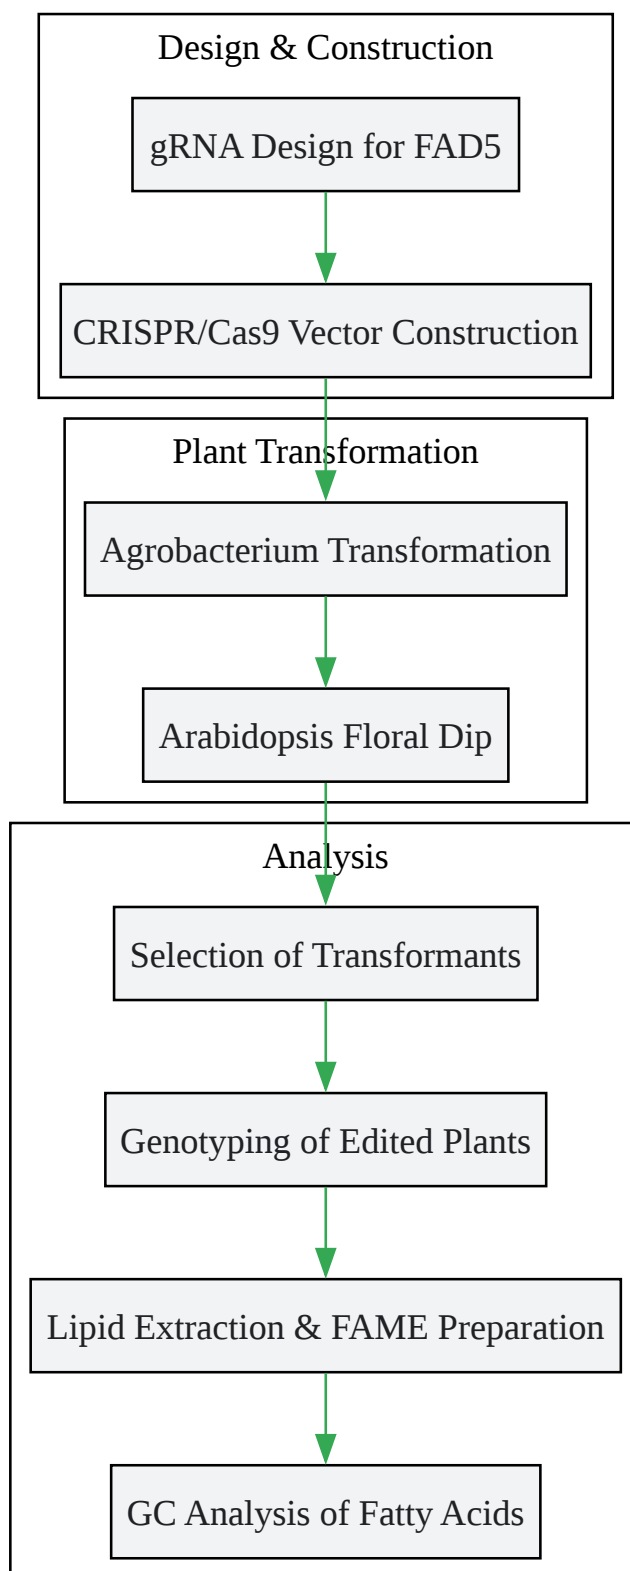 Design & Construction
gRNA Design for FAD5
CRISPR/Cas9 Vector Construction
Plant Transformation
Agrobacterium Transformation
Arabidopsis Floral Dip
Analysis
Selection of Transformants
Genotyping of Edited Plants
Lipid Extraction & FAME Preparation
GC Analysis of Fatty Acids